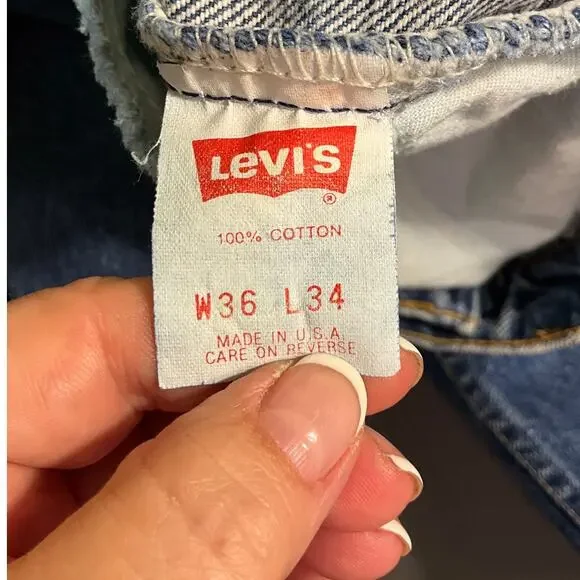 LEVI'S
®
100% COTTON
W36 L34
MADE IN U.S.A.
CARE ON REVERSE